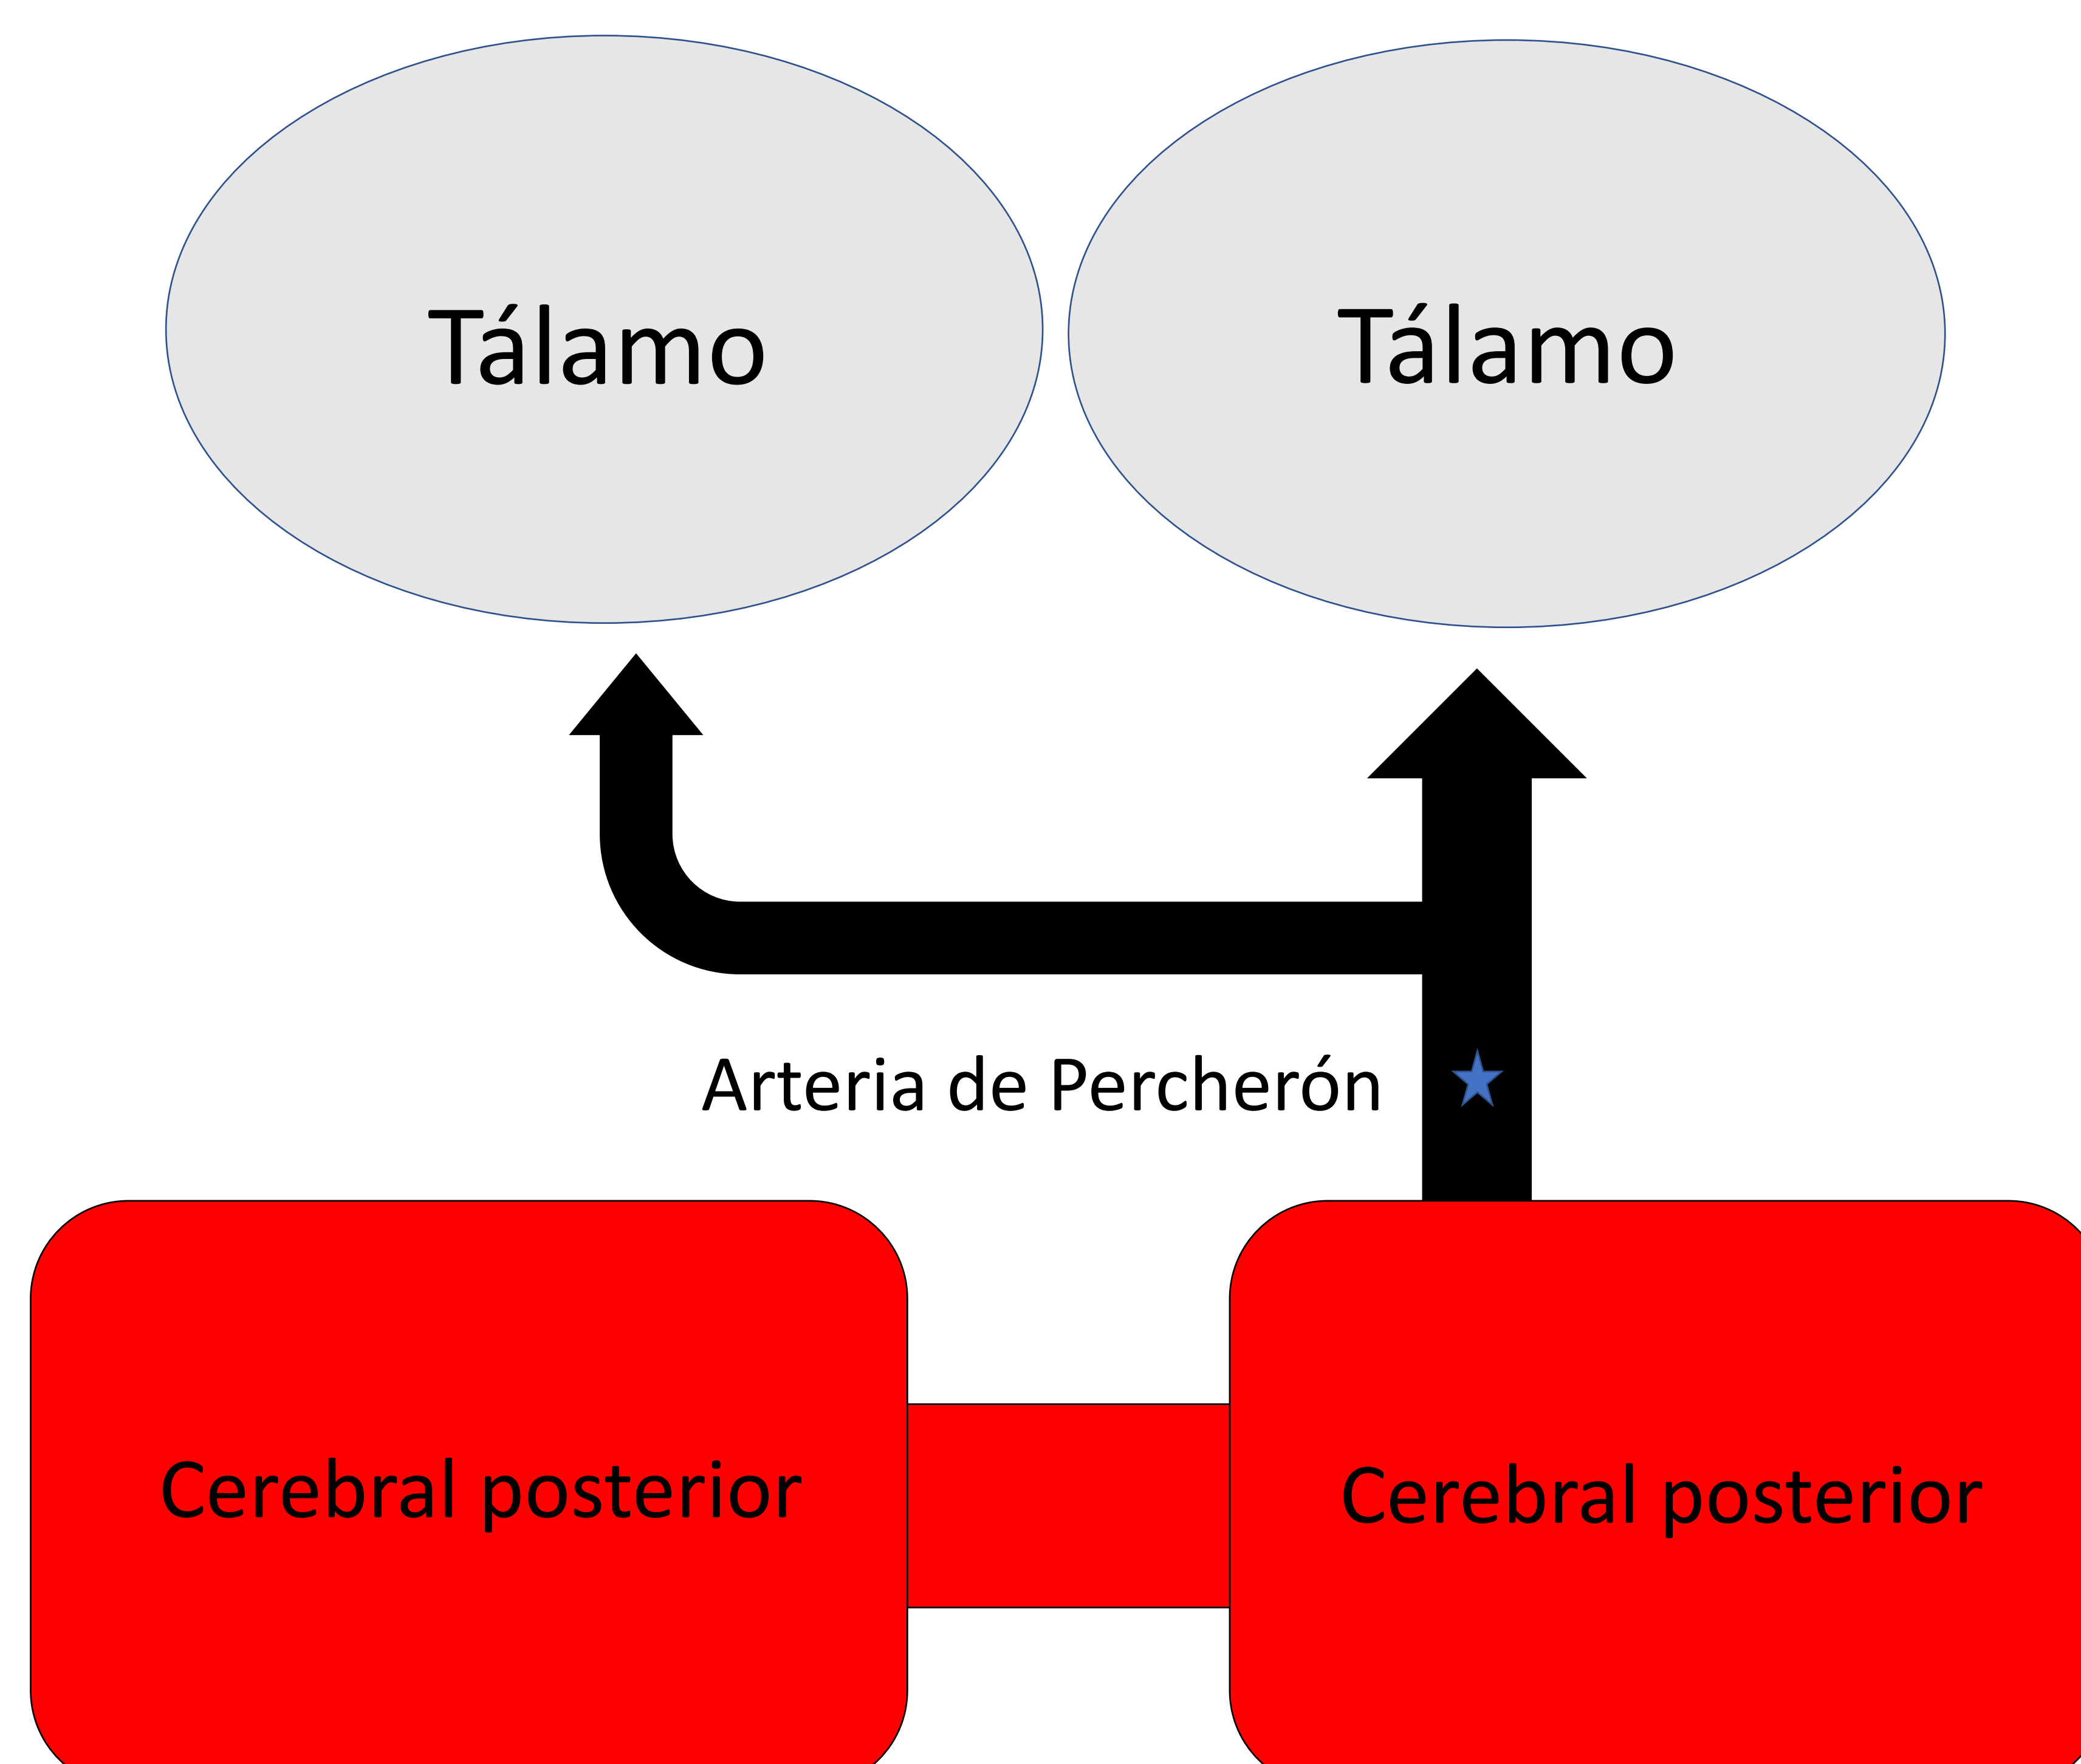 Tálamo
Tálamo
Arteria de Percherón
Cerebral posterior
Cerebral posterior